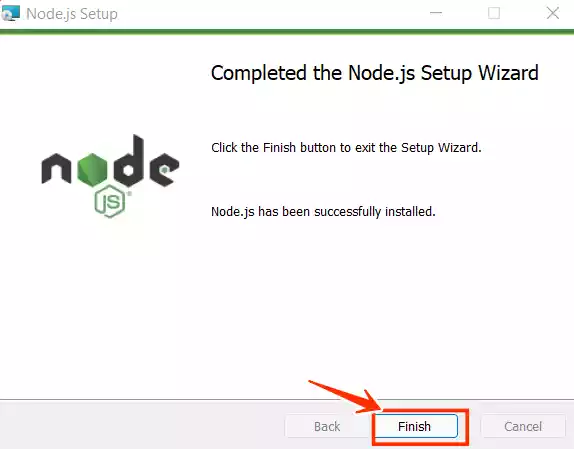 Node.js Setup
Completed the Node.js Setup Wizard
Click the Finish button to exit the Setup Wizard.
node
JS
Node.js has been successfully installed.
Back
Finish
Cancel